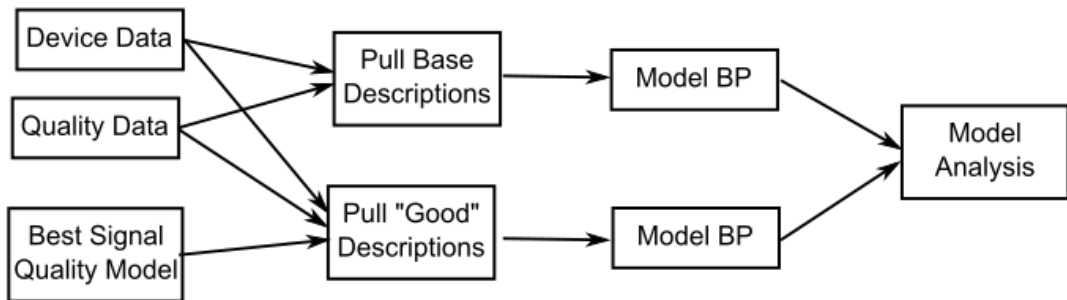 Device Data
Quality Data
Best Signal
Quality Model
Pull Base
Descriptions
Pull "Good"
Descriptions
Model BP
Model BP
Model
Analysis